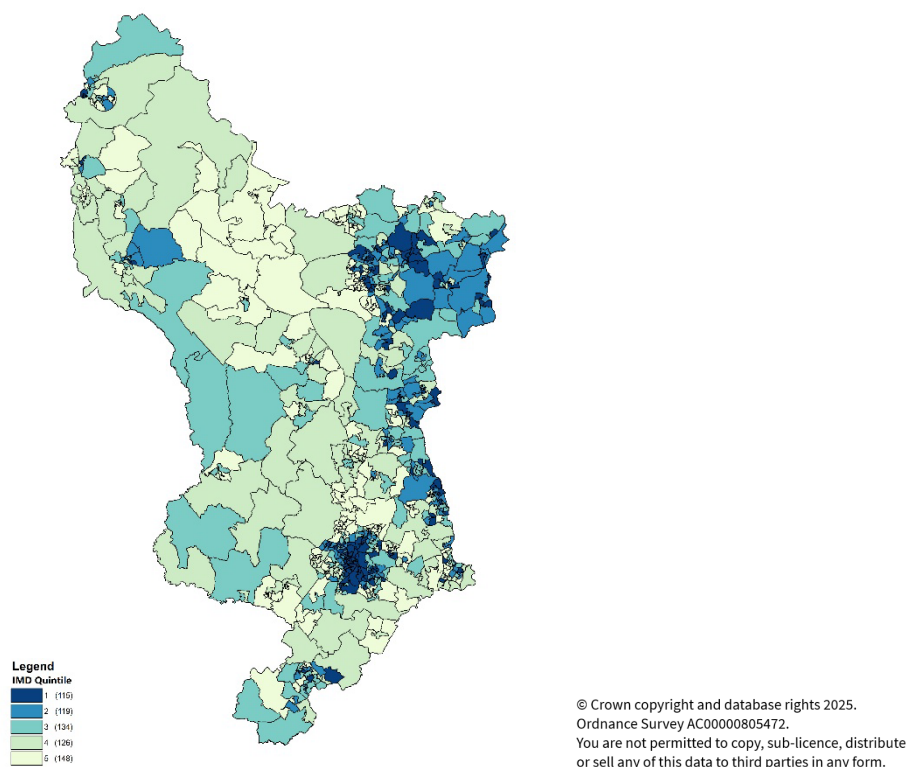 Legend
IMD Quintile
1 (115)
2 (119)
3 (134)
4 (126)
5 (148)
© Crown copyright and database rights 2025.
Ordnance Survey AC00000805472.
You are not permitted to copy, sub-licence, distribute
or sell any of this data to third parties in any form.